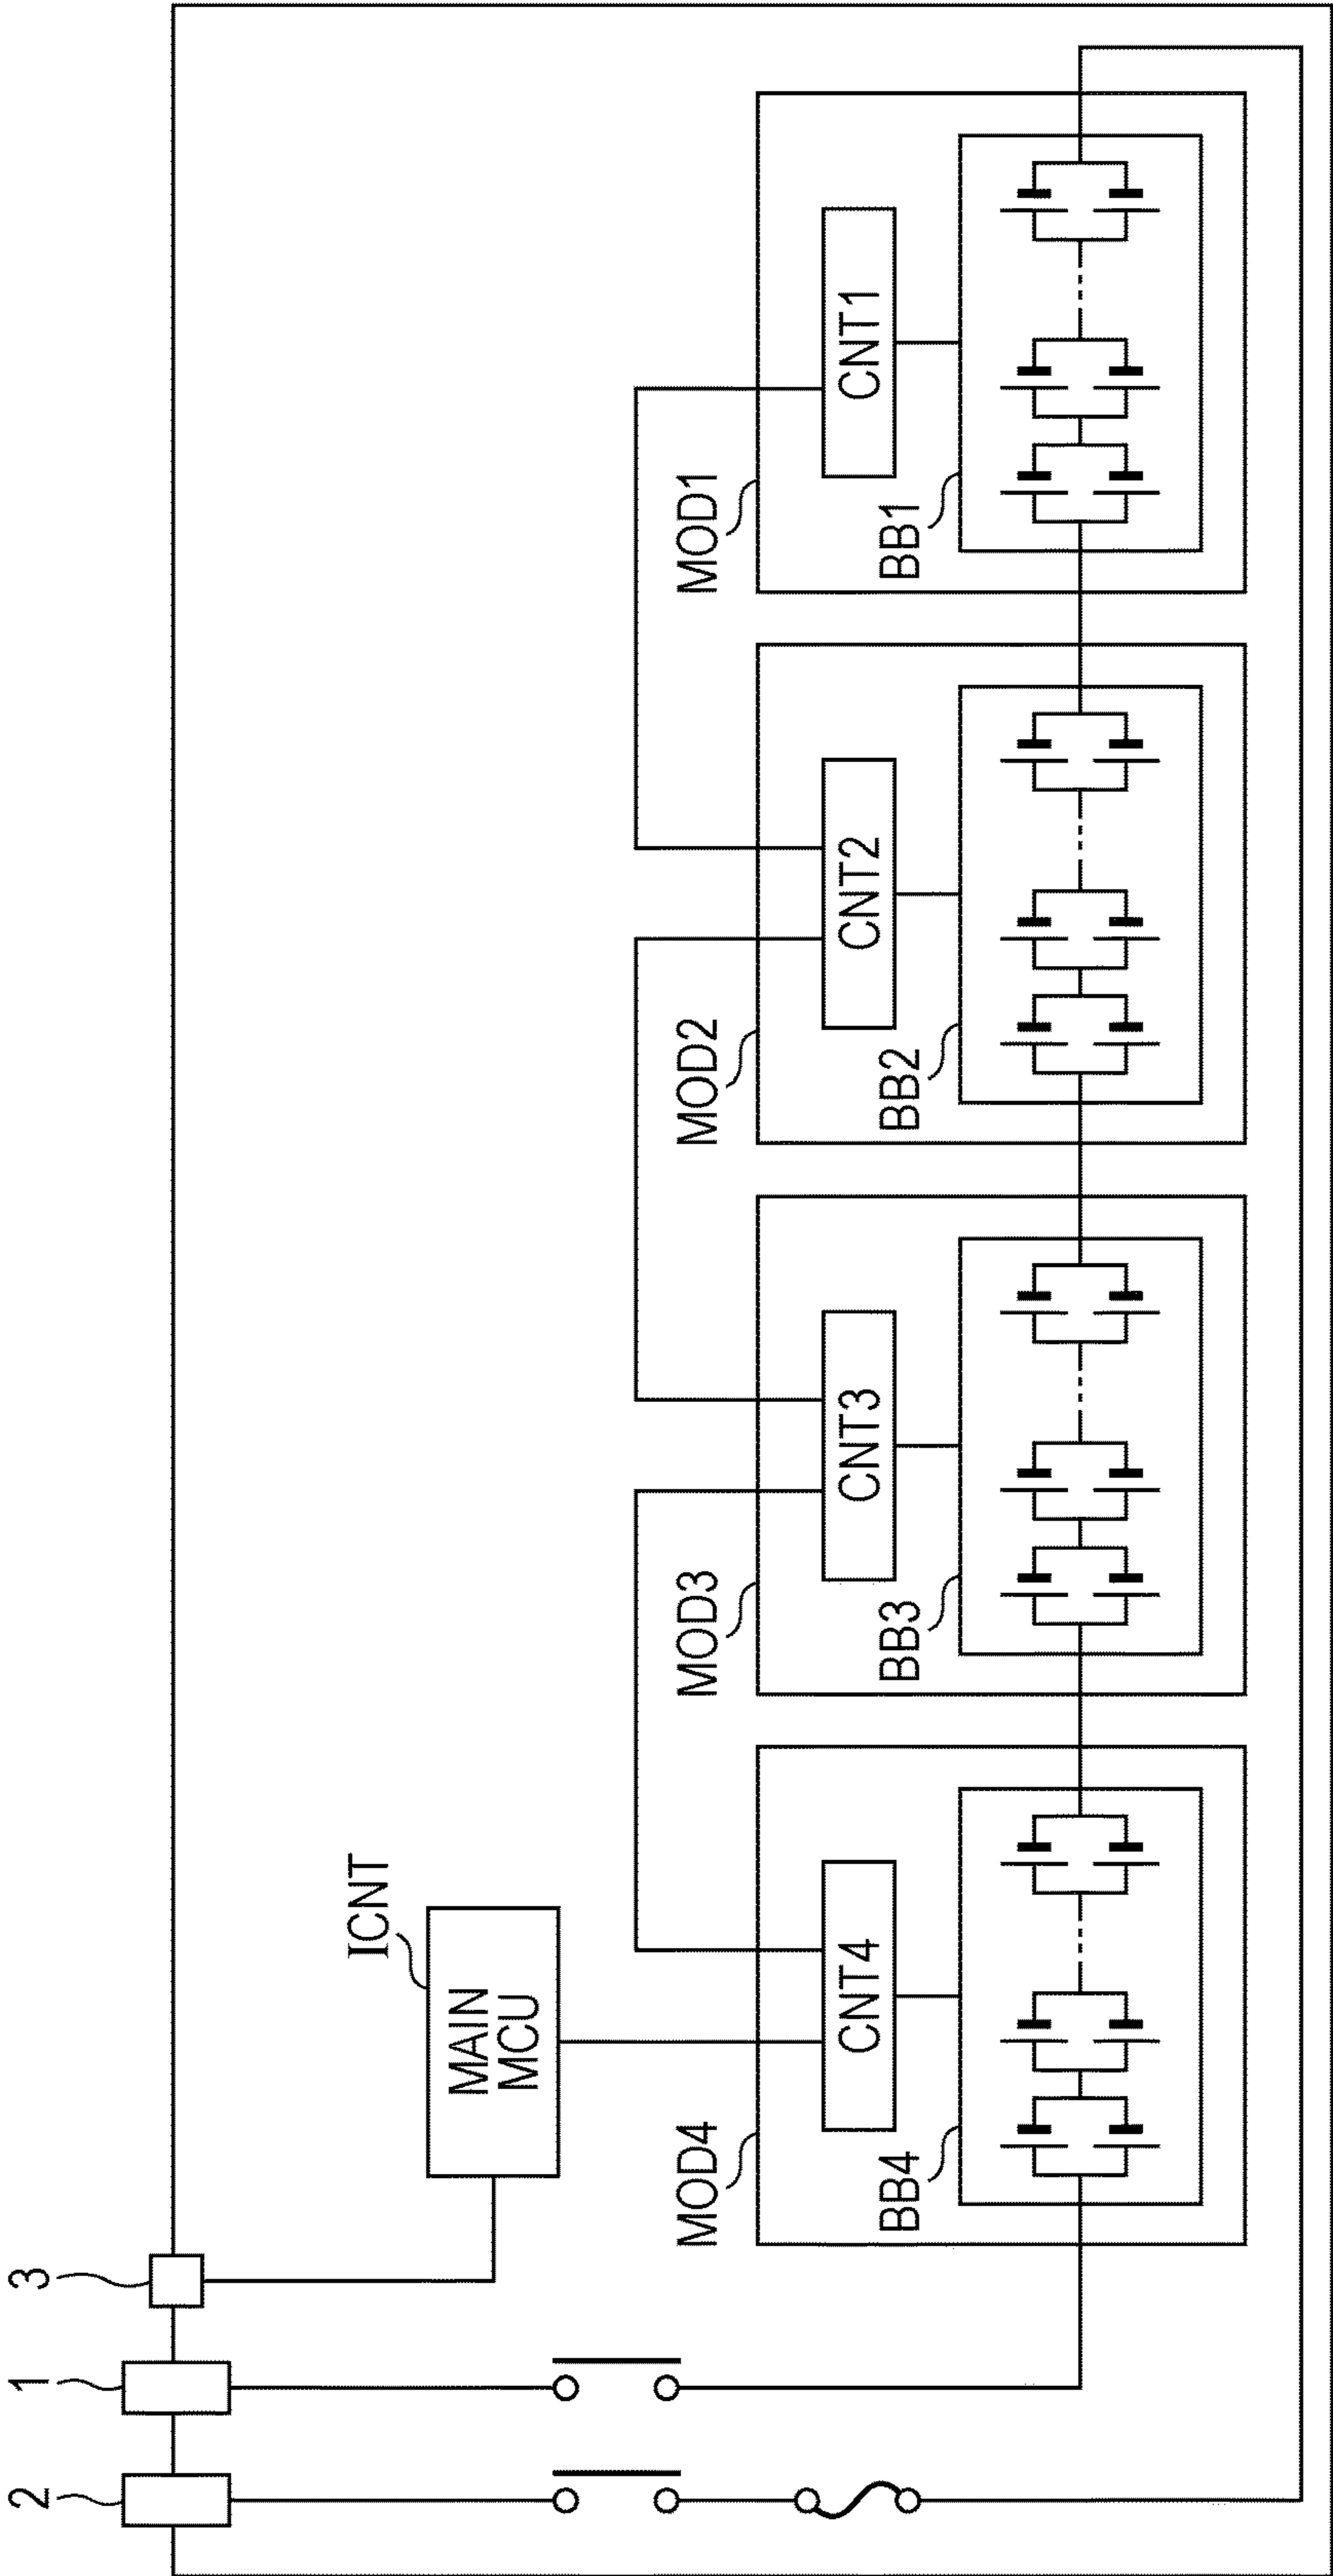 2
1
3
ICNT
MAIN
MCU
MOD4
MOD3
MOD2
MOD1
CNT4
CNT3
CNT2
CNT1
BB4
BB3
BB2
BB1